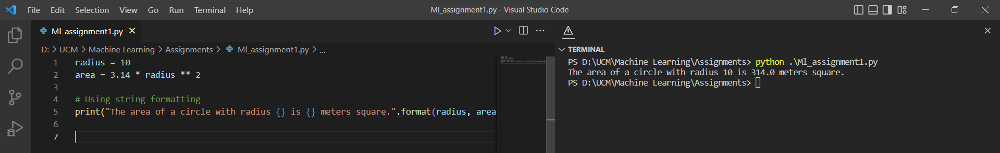 File Edit Selection View Go Run Terminal Help
Ml_assignment1.py - Visual Studio Code
Ml_assignment1.py
D: > UCM > Machine Learning > Assignments > Ml_assignment1.py > ...
1 radius = 10
2 area = 3.14 * radius ** 2
3
4 # Using string formatting
5 print("The area of a circle with radius {} is {} meters square.".format(radius, area
6
7
TERMINAL
PS D:\UCM\Machine Learning\Assignments> python .\Ml_assignment1.py
The area of a circle with radius 10 is 314.0 meters square.
PS D:\UCM\Machine Learning\Assignments>